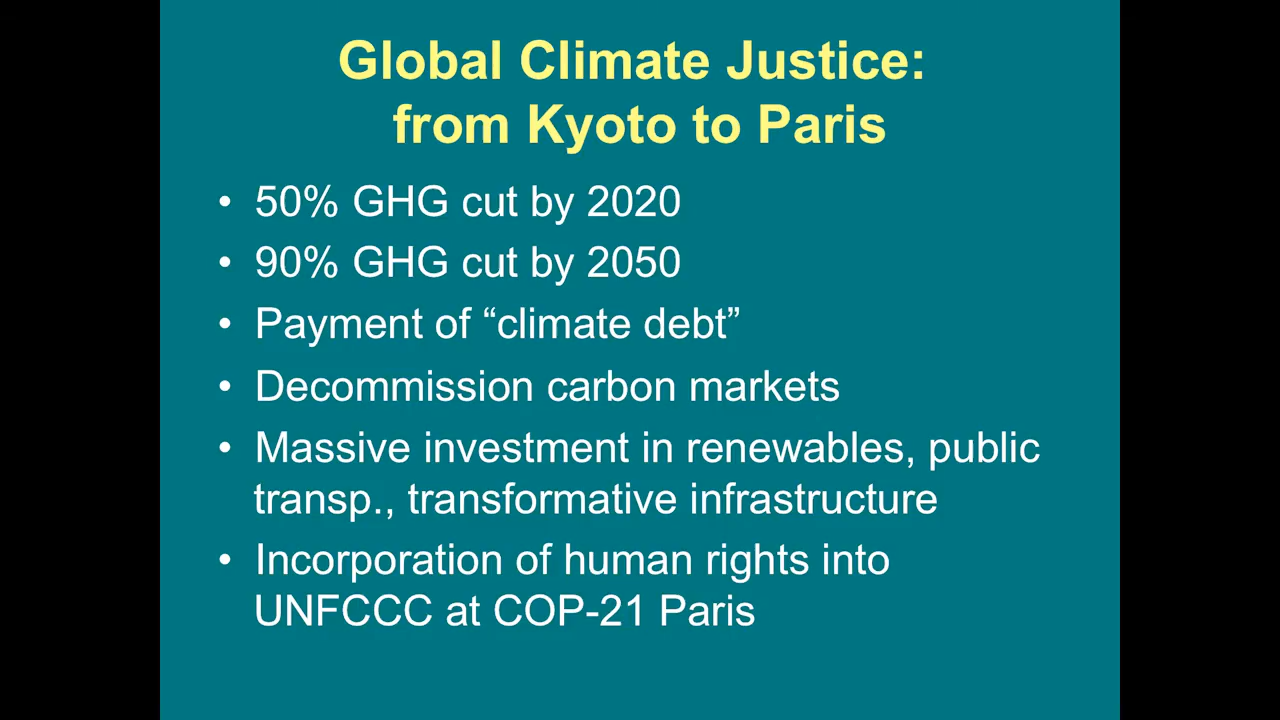 Global Climate Justice:
from Kyoto to Paris
• 50% GHG cut by 2020
• 90% GHG cut by 2050
• Payment of “climate debt”
• Decommission carbon markets
• Massive investment in renewables, public
transp., transformative infrastructure
• Incorporation of human rights into
UNFCCC at COP-21 Paris